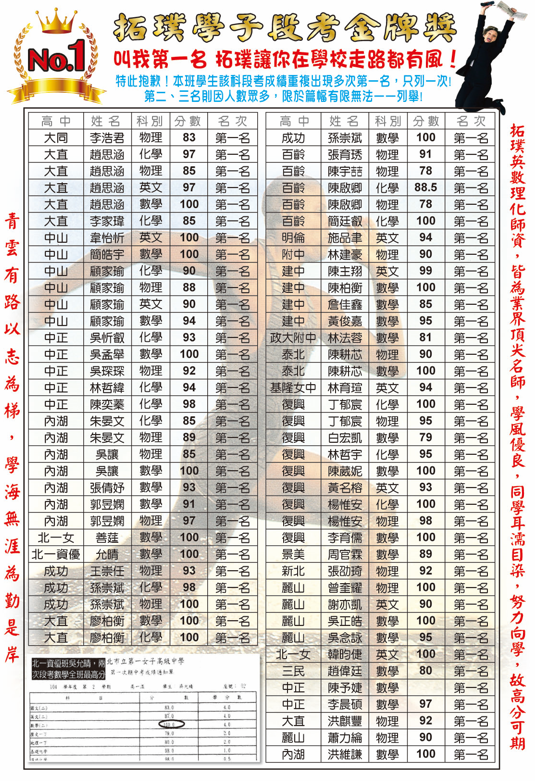 No.1
拓璞學子段考金牌獎
叫我第一名 拓璞讓你在學校走路都有風！
特此抱歉！本班學生該科段考成績重複出現多次第一名，只列一次!
第二、三名則因人數眾多，限於篇幅有限無法一一列舉!
青雲有路以志為梯，學海無涯為勤是岸
高中 姓名 科別 分數 名次
大同 李浩君 物理 83 第一名
大直 趙思涵 化學 97 第一名
大直 趙思涵 物理 85 第一名
大直 趙思涵 英文 97 第一名
大直 趙思涵 數學 100 第一名
大直 李家瑋 化學 85 第一名
中山 韋怡忻 英文 100 第一名
中山 簡皓宇 數學 100 第一名
中山 顧家瑜 化學 90 第一名
中山 顧家瑜 物理 88 第一名
中山 顧家瑜 英文 90 第一名
中山 顧家瑜 數學 94 第一名
中正 吳忻叡 化學 93 第一名
中正 吳孟舉 數學 100 第一名
中正 吳琛琛 物理 92 第一名
中正 林哲緯 化學 94 第一名
中正 陳奕蓁 化學 98 第一名
內湖 朱晏文 化學 85 第一名
內湖 朱晏文 物理 89 第一名
內湖 吳讓 物理 85 第一名
內湖 吳讓 數學 100 第一名
內湖 張倩妤 數學 93 第一名
內湖 郭昱嫻 數學 91 第一名
內湖 郭昱嫻 物理 97 第一名
北一女 善薩 數學 100 第一名
北一資優 允晴 數學 100 第一名
成功 王崇任 物理 93 第一名
成功 孫崇斌 化學 98 第一名
成功 孫崇斌 物理 100 第一名
大直 廖柏衡 數學 100 第一名
大直 廖柏衡 化學 100 第一名
高中 姓名 科別 分數 名次
成功 孫崇斌 數學 100 第一名
百齡 張育琇 物理 91 第一名
百齡 陳宇喆 物理 78 第一名
百齡 陳啟卿 化學 88.5 第一名
百齡 陳啟卿 物理 78 第一名
百齡 簡廷叡 化學 100 第一名
明倫 施品聿 英文 94 第一名
附中 林建豪 物理 90 第一名
建中 陳主翔 英文 99 第一名
建中 陳柏衡 數學 100 第一名
建中 詹佳鑫 數學 85 第一名
建中 黃俊嘉 數學 95 第一名
政大附中 林法蓉 數學 81 第一名
泰北 陳耕芯 物理 90 第一名
泰北 陳耕芯 數學 100 第一名
基隆女中 林育瑄 英文 94 第一名
復興 丁郁宸 化學 100 第一名
復興 丁郁宸 物理 95 第一名
復興 白宏凱 數學 79 第一名
復興 林哲宇 化學 95 第一名
復興 陳葳妮 數學 100 第一名
復興 黃名榕 英文 93 第一名
復興 楊惟安 化學 100 第一名
復興 楊惟安 物理 98 第一名
復興 李育儒 數學 100 第一名
景美 周官霖 數學 89 第一名
新北 張劭琦 物理 92 第一名
麗山 曾奎耀 物理 100 第一名
麗山 謝亦凱 英文 90 第一名
麗山 吳正皓 數學 100 第一名
麗山 吳念詠 數學 95 第一名
北一女 韓昀倢 英文 100 第一名
三民 趙偉廷 數學 80 第一名
中正 陳予婕 數學 第一名
中正 李晨碩 數學 97 第一名
大直 洪麒豐 物理 92 第一名
麗山 蕭力綸 物理 90 第一名
內湖 洪維謙 數學 100 第一名
北一資優班吳允晴，兩
次段考數學全班最高分
北市立第一女子高級中學
拓璞英數理化師資，皆為業界頂尖名師，學風優良，同學耳濡目染，努力向學，故高分可期